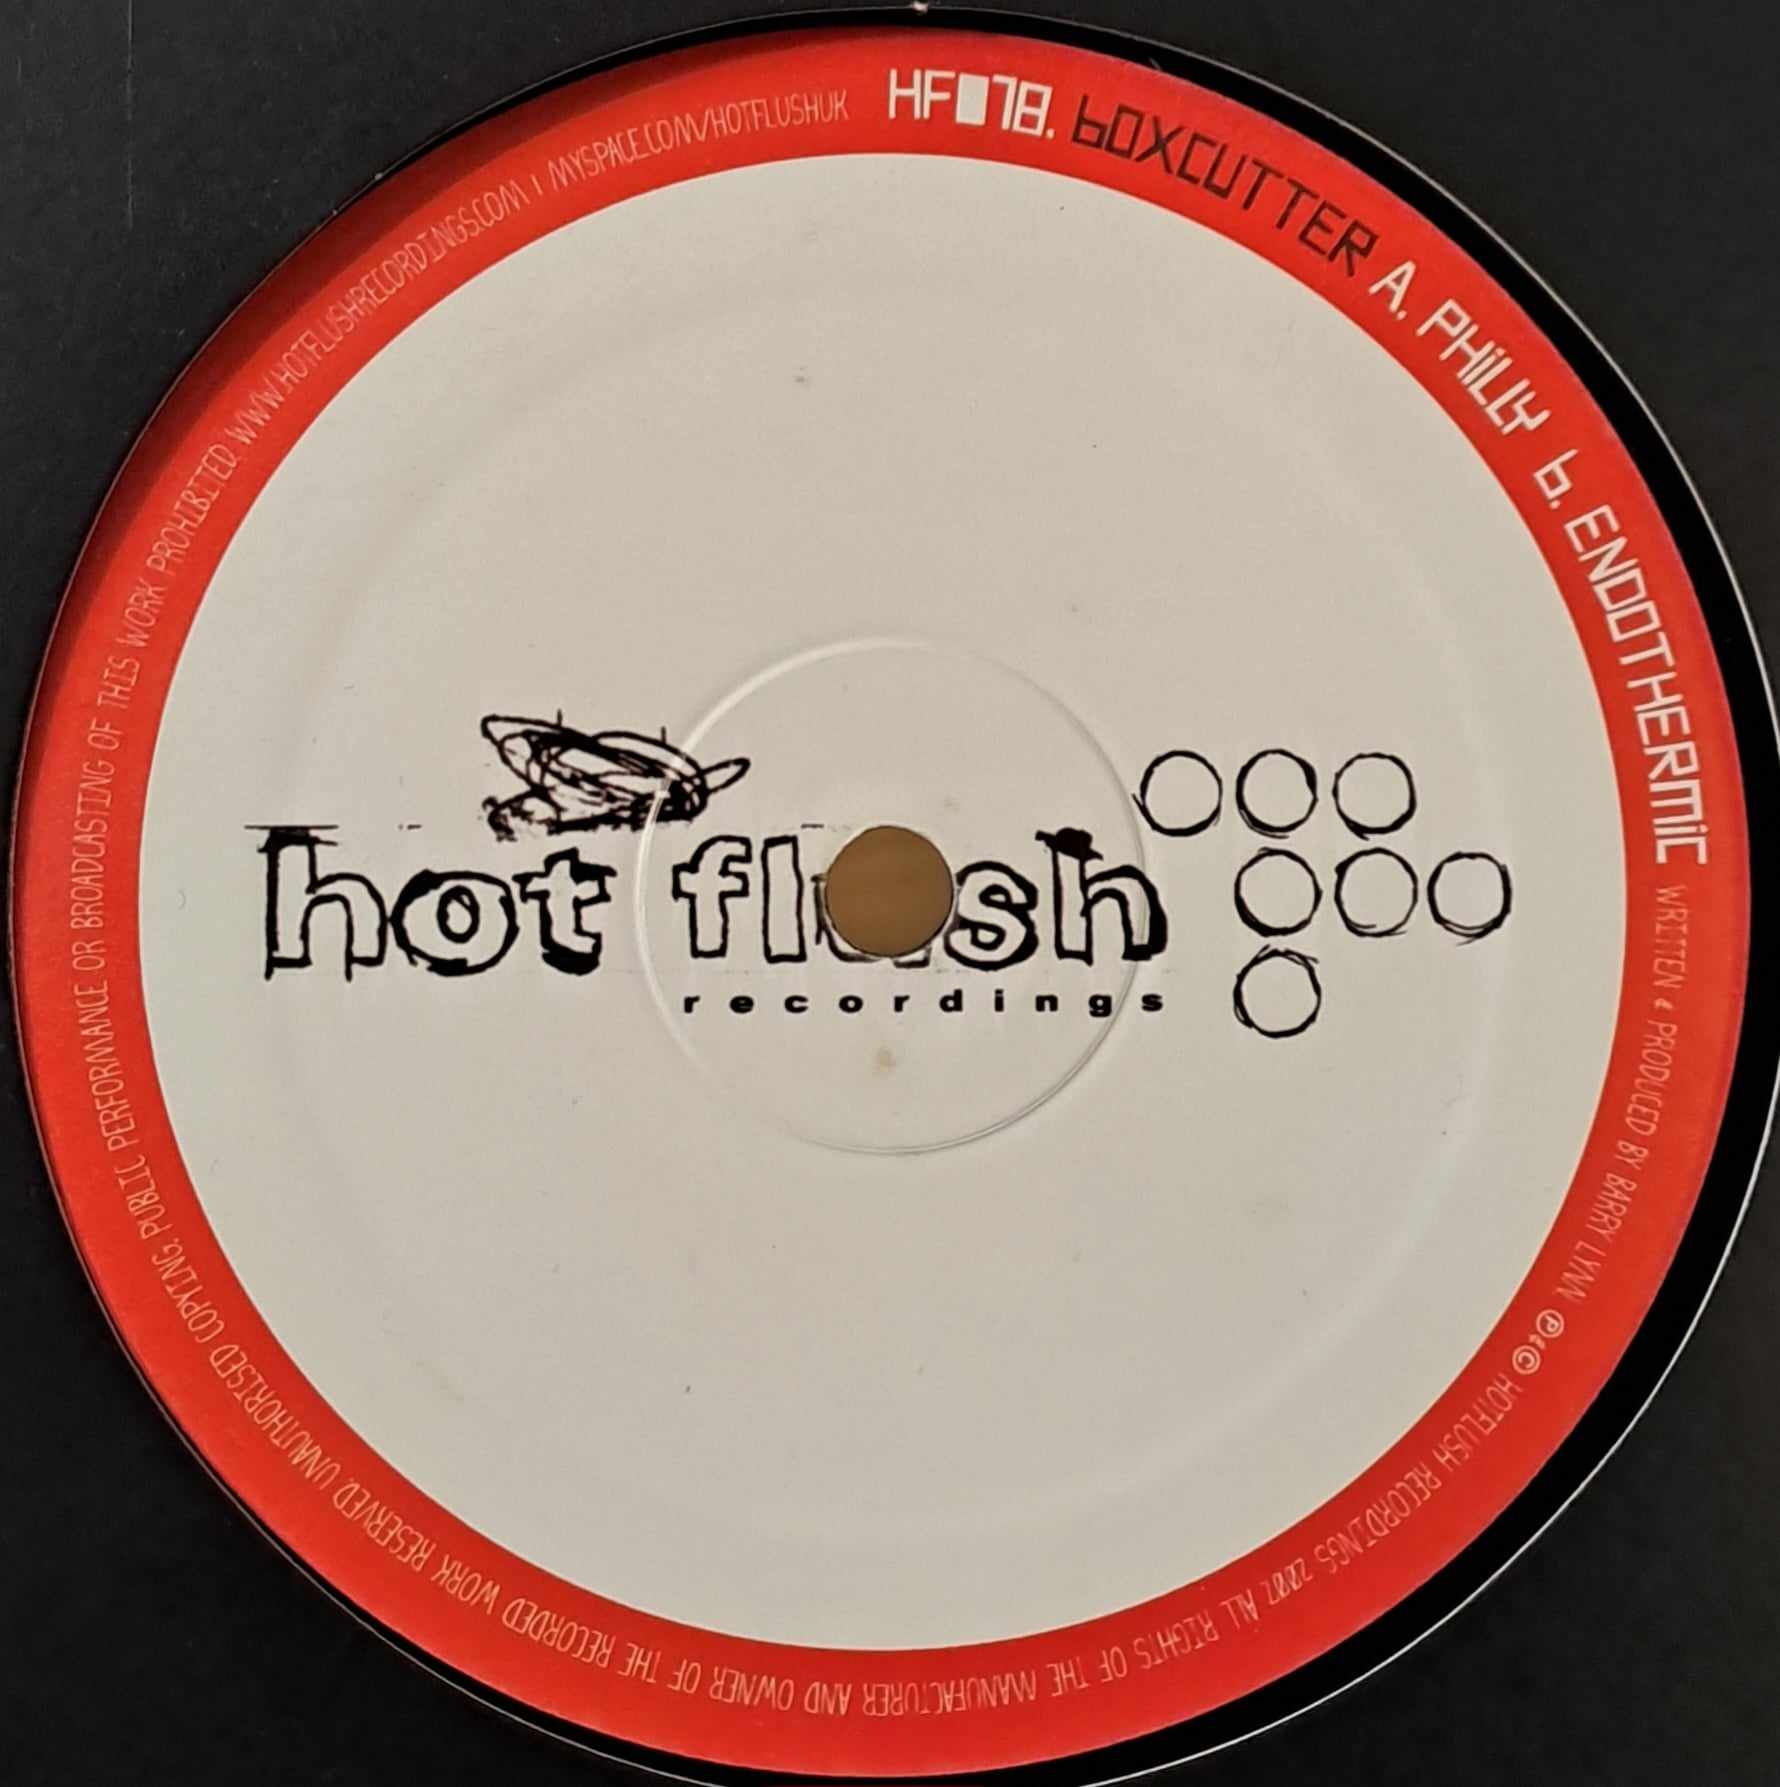 HF018. bOXCUTTER A. PHiLLY b. ENDOTHERMiC
WRITTEN & PRODUCED BY BARRY LYNN ℗&© HOTFLUSH RECORDINGS 2007 ALL RIGHTS OF THE MANUFACTURER AND OWNER OF THE RECORDED WORK RESERVED. UNAUTHORISED COPYING, PUBLIC PERFORMANCE OR BROADCASTING OF THIS WORK PROHIBITED. WWW.HOTFLUSHRECORDINGS.COM | MYSPACE.COM/HOTFLUSHUK
hot flush
recordings